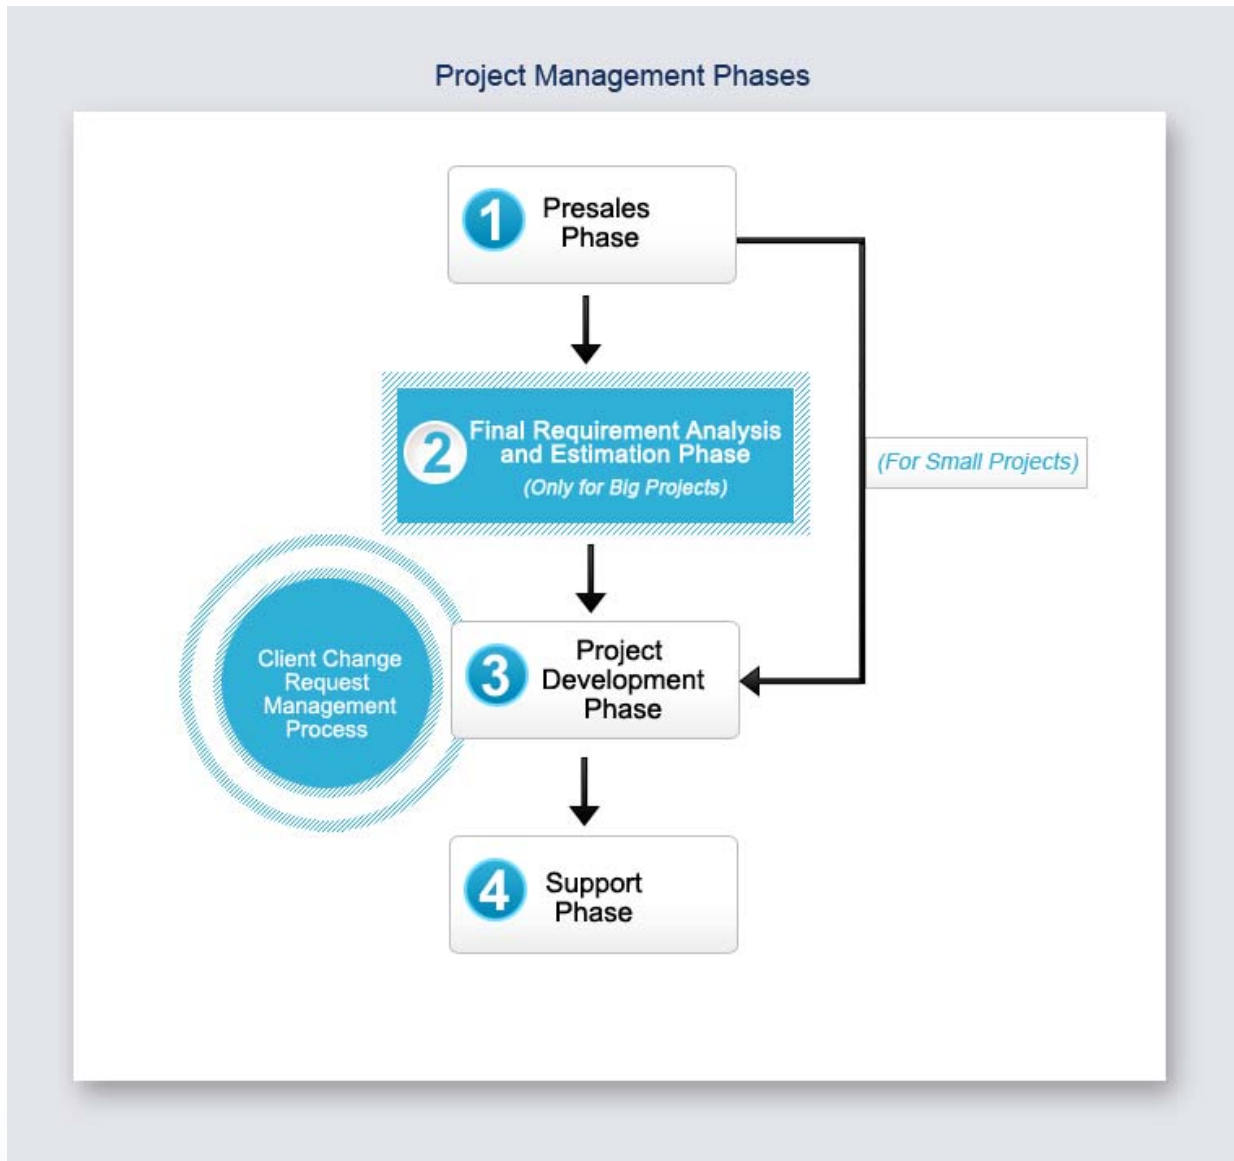 Project Management Phases
1
Presales
Phase
2
Final Requirement Analysis
and Estimation Phase
(Only for Big Projects)
(For Small Projects)
Client Change
Request
Management
Process
3
Project
Development
Phase
4
Support
Phase